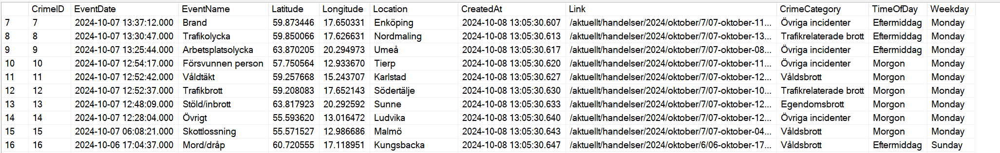 CrimeID EventDate EventName Latitude Longitude Location CreatedAt Link CrimeCategory TimeOfDay Weekday
7 7 2024-10-07 13:37:12.000 Brand 59.873446 17.650331 Enköping 2024-10-08 13:05:30.607 /aktuellt/handelser/2024/oktober/7/07-oktober-11... Övriga incidenter Eftermiddag Monday
8 8 2024-10-07 13:30:47.000 Trafikolycka 59.850066 17.626631 Nordmaling 2024-10-08 13:05:30.613 /aktuellt/handelser/2024/oktober/7/07-oktober-13... Trafikrelaterade brott Eftermiddag Monday
9 9 2024-10-07 13:25:44.000 Arbetsplatsolycka 63.870205 20.294973 Umeå 2024-10-08 13:05:30.617 /aktuellt/handelser/2024/oktober/7/07-oktober-08... Övriga incidenter Eftermiddag Monday
10 10 2024-10-07 12:54:17.000 Försvunnen person 57.750564 12.933670 Tierp 2024-10-08 13:05:30.620 /aktuellt/handelser/2024/oktober/7/07-oktober-11... Övriga incidenter Morgon Monday
11 11 2024-10-07 12:52:42.000 Våldtäkt 59.257668 15.243707 Karlstad 2024-10-08 13:05:30.627 /aktuellt/handelser/2024/oktober/7/07-oktober-12... Våldsbrott Morgon Monday
12 12 2024-10-07 12:52:37.000 Trafikbrott 59.208083 17.652143 Södertälje 2024-10-08 13:05:30.630 /aktuellt/handelser/2024/oktober/7/07-oktober-10... Trafikrelaterade brott Morgon Monday
13 13 2024-10-07 12:48:09.000 Stöld/inbrott 63.817923 20.292592 Sunne 2024-10-08 13:05:30.633 /aktuellt/handelser/2024/oktober/7/07-oktober-12... Egendomsbrott Morgon Monday
14 14 2024-10-07 12:28:04.000 Övrigt 55.593620 13.016472 Ludvika 2024-10-08 13:05:30.640 /aktuellt/handelser/2024/oktober/7/07-oktober-12... Övriga incidenter Morgon Monday
15 15 2024-10-07 06:08:21.000 Skottlossning 55.571527 12.986686 Malmö 2024-10-08 13:05:30.643 /aktuellt/handelser/2024/oktober/7/07-oktober-04... Våldsbrott Morgon Monday
16 16 2024-10-06 17:04:37.000 Mord/dråp 60.720555 17.118951 Kungsbacka 2024-10-08 13:05:30.647 /aktuellt/handelser/2024/oktober/6/06-oktober-17... Våldsbrott Eftermiddag Sunday